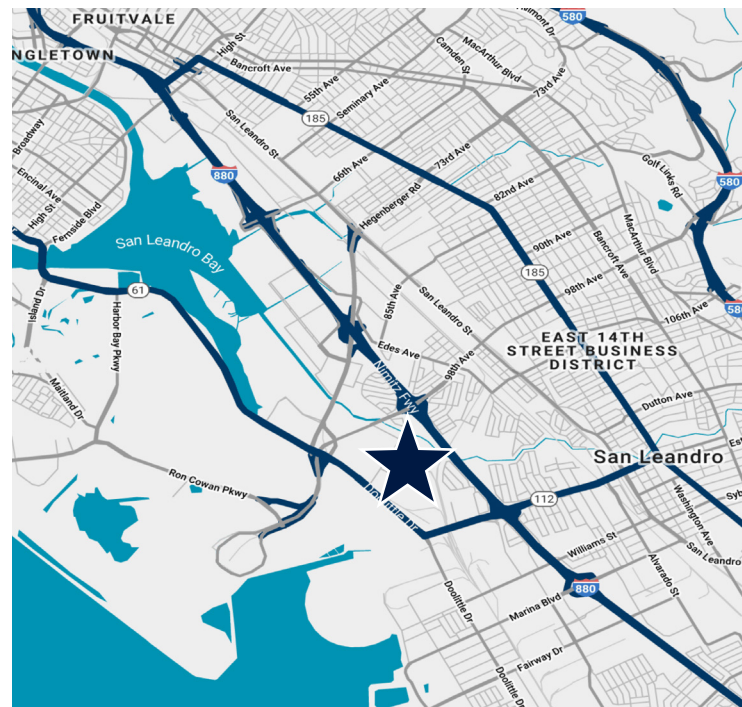 FRUITVALE
NGLETOWN
High St
Bancroft Ave
55th Ave
Seminary Ave
Camden St
MacArthur Blvd
73rd Ave
580
185
San Leandro St
Broadway
880
66th Ave
73rd Ave
Hegenberger Rd
82nd Ave
Golf Links Rd
580
Encinal Ave
High St
Fernside Blvd
San Leandro Bay
90th Ave
Bancroft Ave
MacArthur Blvd
185
98th Ave
61
Island Dr
Harbor Bay Pkwy
85th Ave
San Leandro St
106th Ave
580
Edes Ave
98th Ave
EAST 14TH
STREET BUSINESS
DISTRICT
Nimitz Fwy
Maitland Dr
Dutton Ave
San Leandro
Est
Ron Cowan Pkwy
Doolittle Dr
112
Washington Ave
Syb
Williams St
San Leandro
Alvarado St
Doolittle Dr
Marina Blvd
880
Fairway Dr
Doolittle Dr